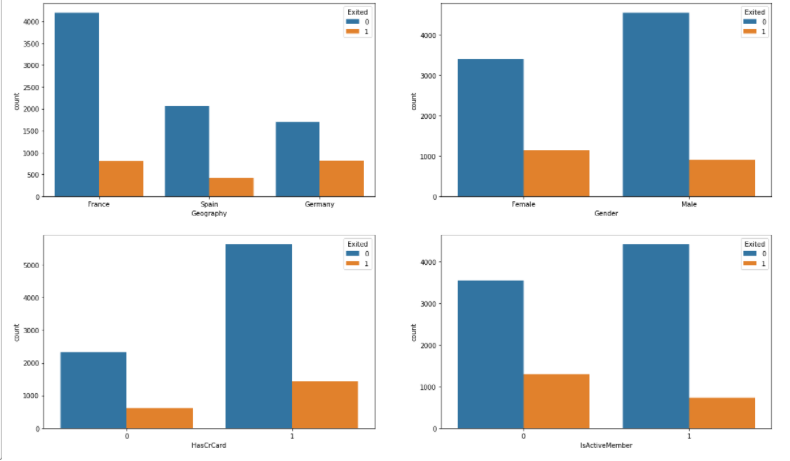 Exited
0
1
4000
3500
3000
2500
2000
1500
1000
500
0
count
France
Spain
Germany
Geography
Exited
0
1
4000
3000
2000
1000
0
count
Female
Male
Gender
Exited
0
1
5000
4000
3000
2000
1000
0
count
0
1
HasCrCard
Exited
0
1
4000
3000
2000
1000
0
count
0
1
IsActiveMember